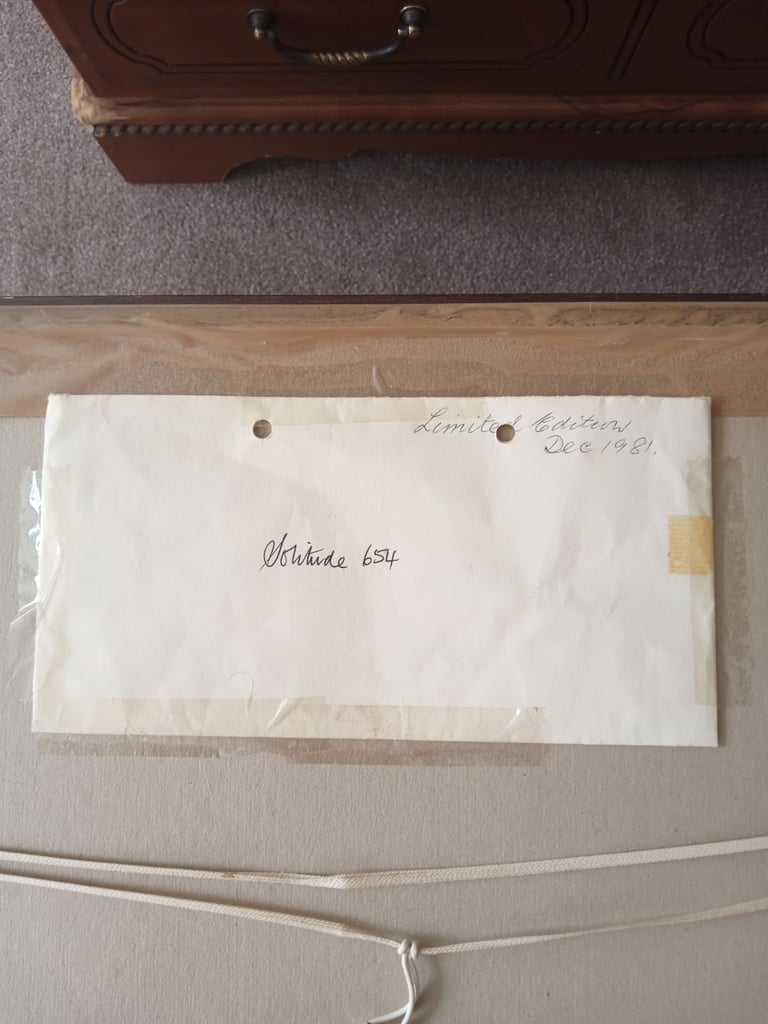 Limited Edition
Dec 1981.
Solitude 654